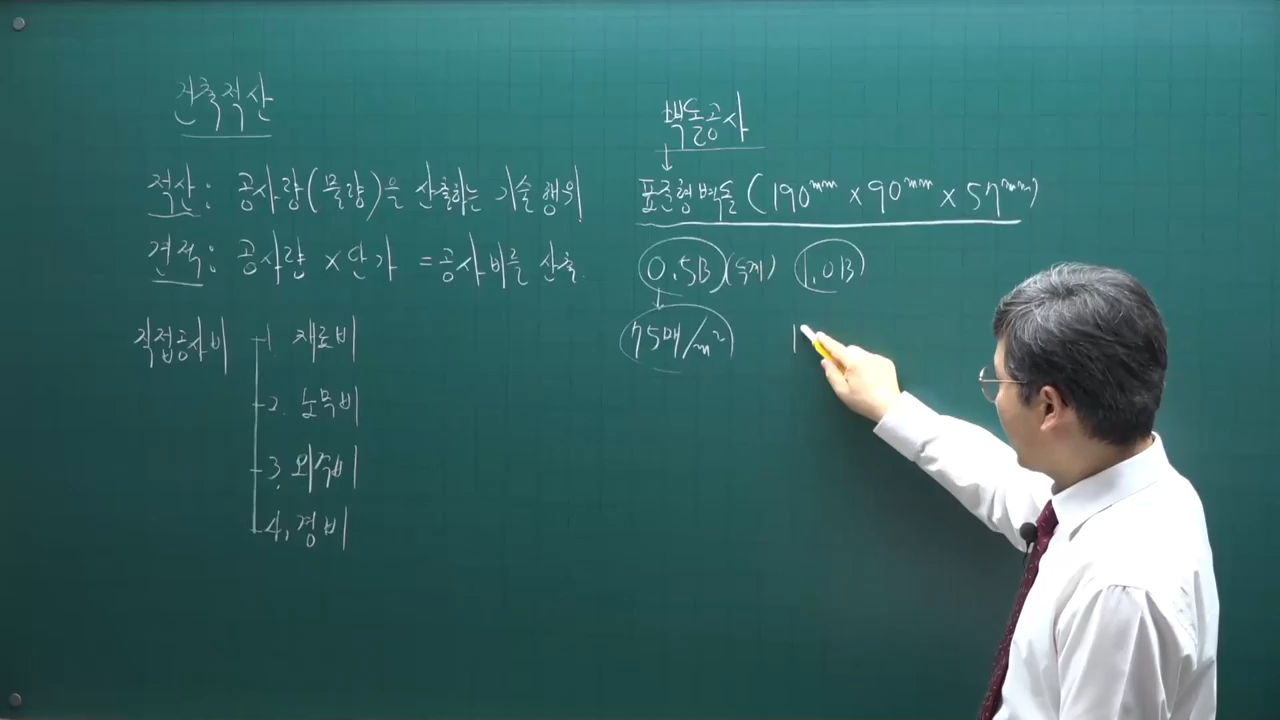 건축적산
적산: 공사량(물량)을 산출하는 기술행위
견적: 공사량 x 단가 = 공사비를 산출.
직접공사비
1 재료비
2. 노무비
3. 외주비
4. 경비
벽돌공사
표준형벽돌 (190mm x 90mm x 57mm)
0.5B (두께) 1.0B
75매/m² 1